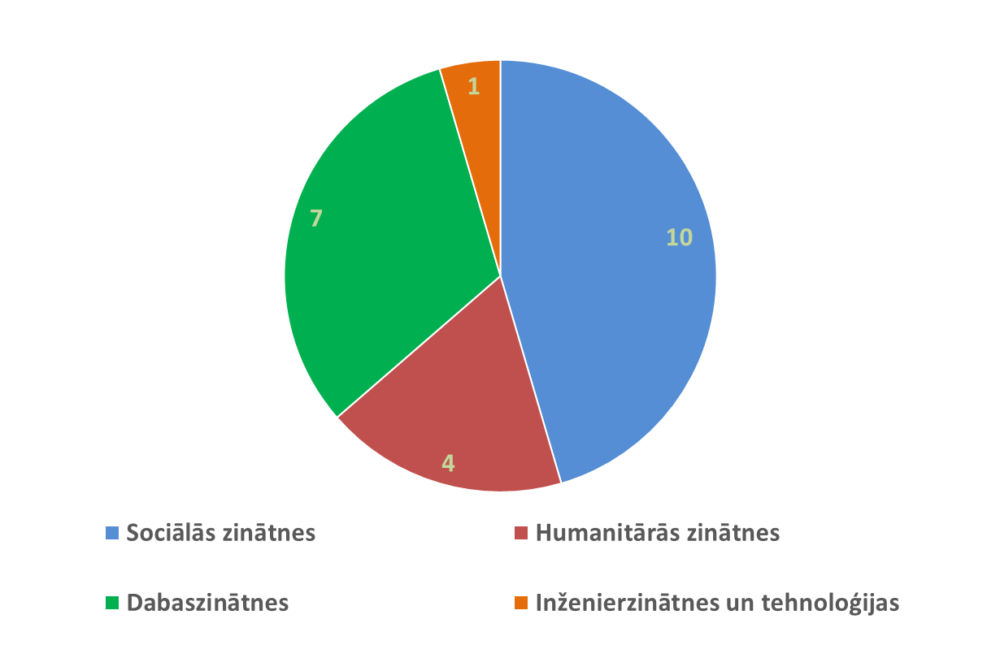 1
7
10
4
Sociālās zinātnes
Humanitārās zinātnes
Dabaszinātnes
Inženierzinātnes un tehnoloģijas